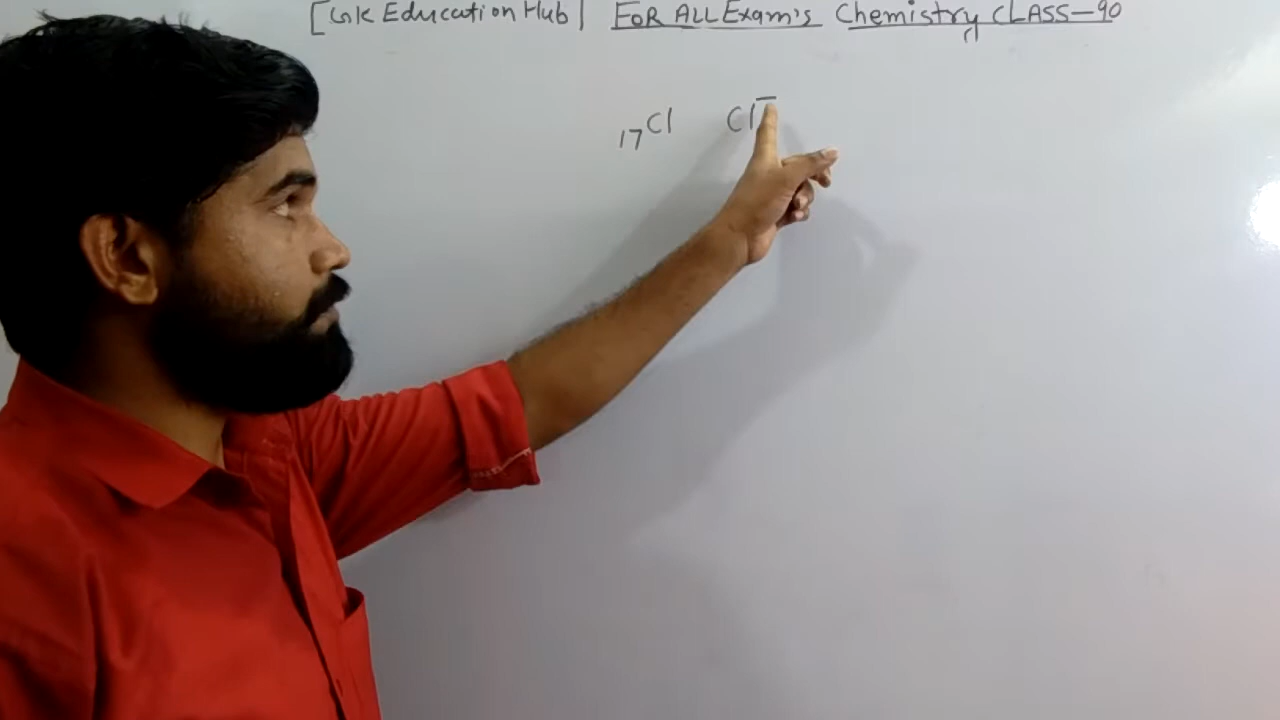 [Gk Education Hub] FOR ALL Exam's Chemistry CLASS-90
17Cl Cl–